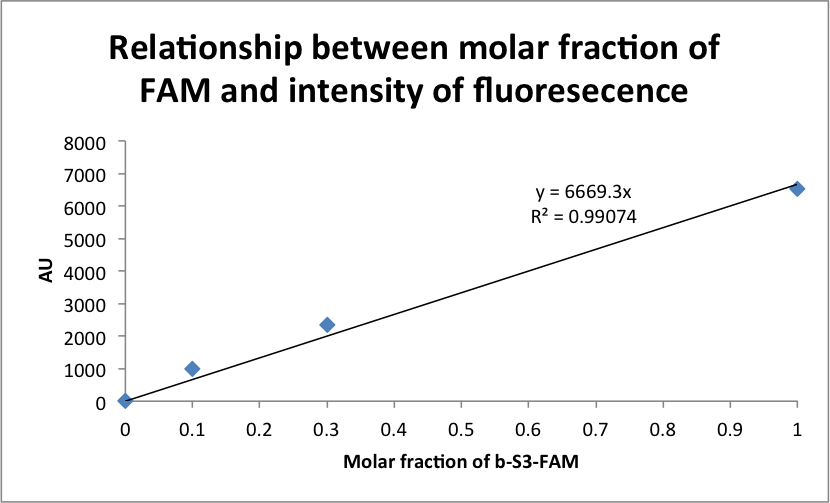 Relationship between molar fraction of
FAM and intensity of fluoresecence
8000
7000
6000
5000
4000
3000
2000
1000
0
AU
y = 6669.3x
R² = 0.99074
0 0.1 0.2 0.3 0.4 0.5 0.6 0.7 0.8 0.9 1
Molar fraction of b-S3-FAM